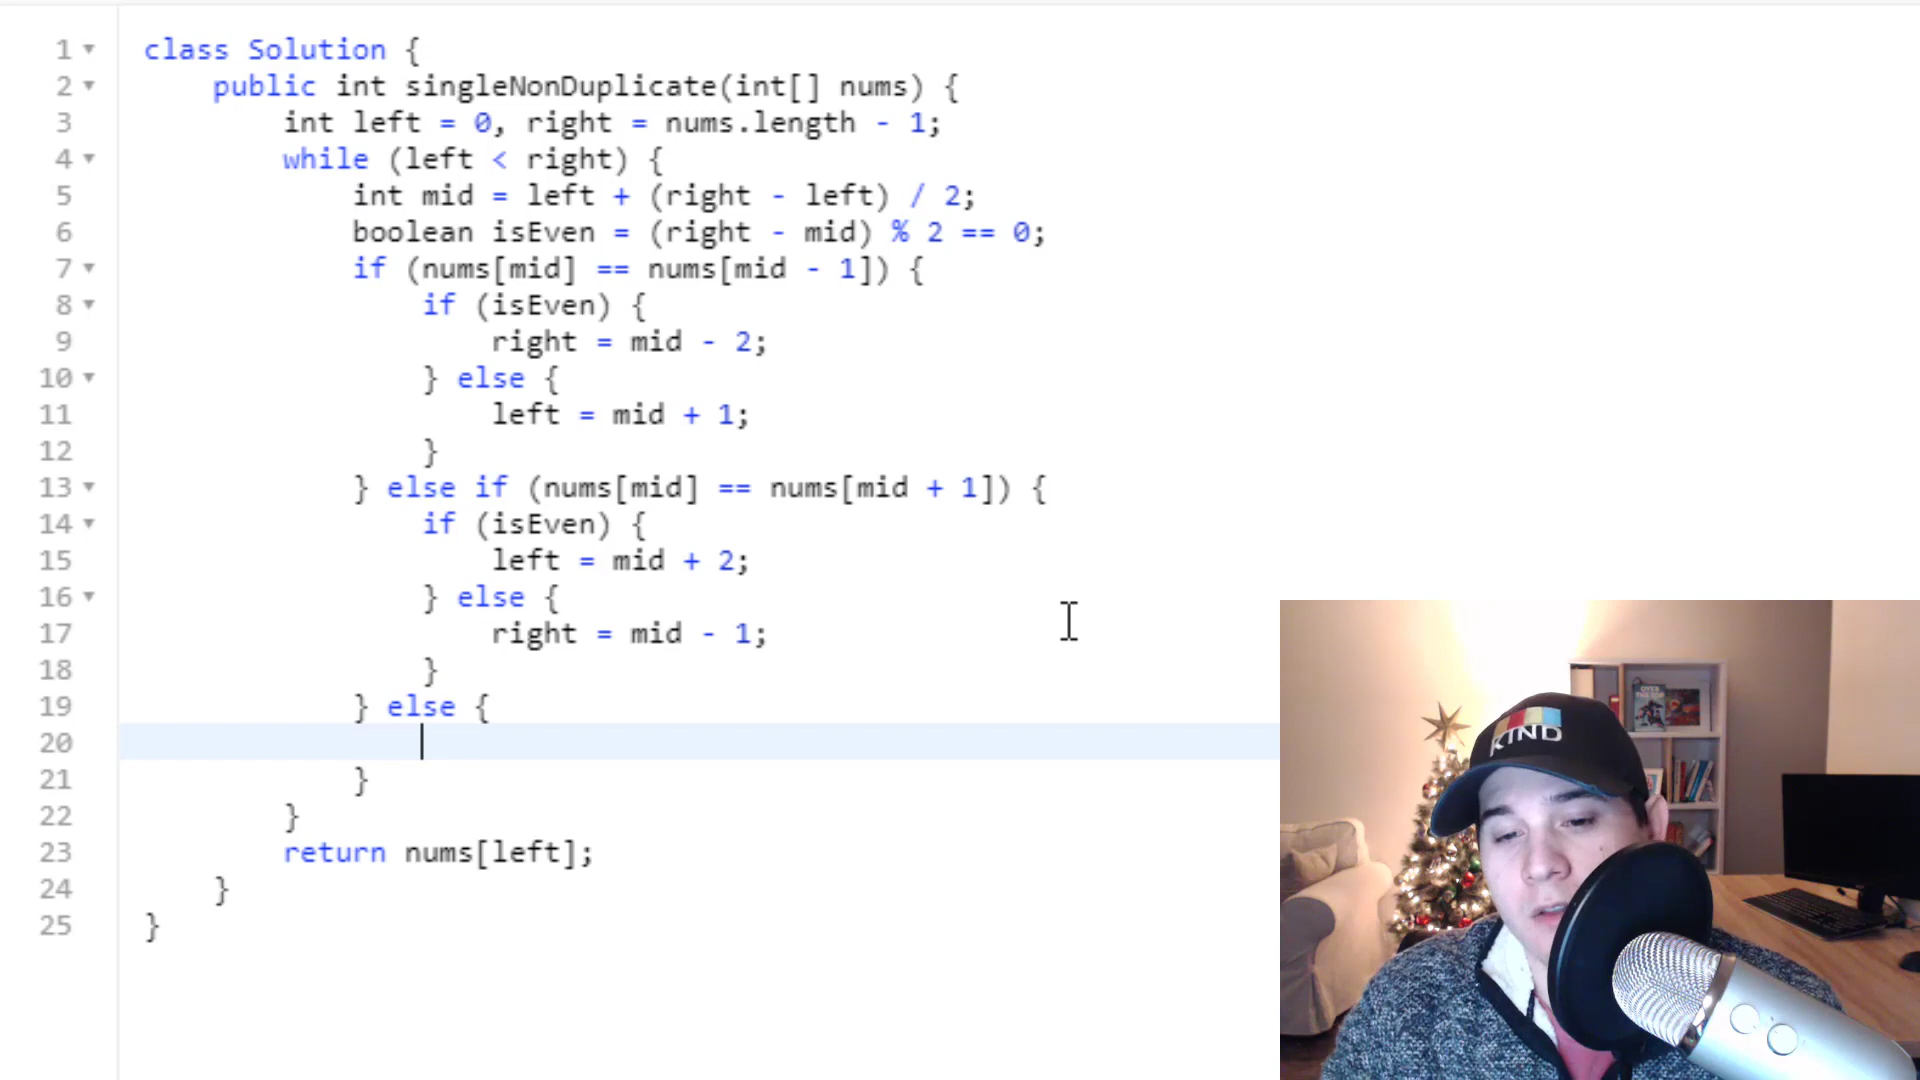 1 class Solution {
2 public int singleNonDuplicate(int[] nums) {
3 int left = 0, right = nums.length - 1;
4 while (left < right) {
5 int mid = left + (right - left) / 2;
6 boolean isEven = (right - mid) % 2 == 0;
7 if (nums[mid] == nums[mid - 1]) {
8 if (isEven) {
9 right = mid - 2;
10 } else {
11 left = mid + 1;
12 }
13 } else if (nums[mid] == nums[mid + 1]) {
14 if (isEven) {
15 left = mid + 2;
16 } else {
17 right = mid - 1;
18 }
19 } else {
20
21 }
22 }
23 return nums[left];
24 }
25 }
KIND